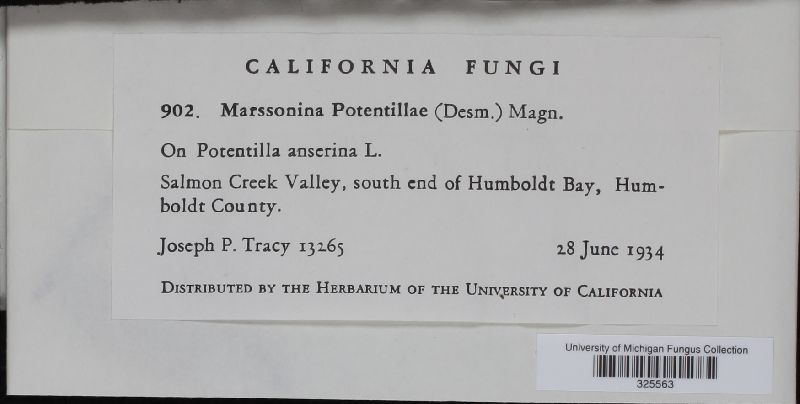 CALIFORNIA FUNGI
902. Marssonina Potentillae (Desm.) Magn.
On Potentilla anserina L.
Salmon Creek Valley, south end of Humboldt Bay, Hum-
boldt County.
Joseph P. Tracy 13265 28 June 1934
DISTRIBUTED BY THE HERBARIUM OF THE UNIVERSITY OF CALIFORNIA
University of Michigan Fungus Collection
325563